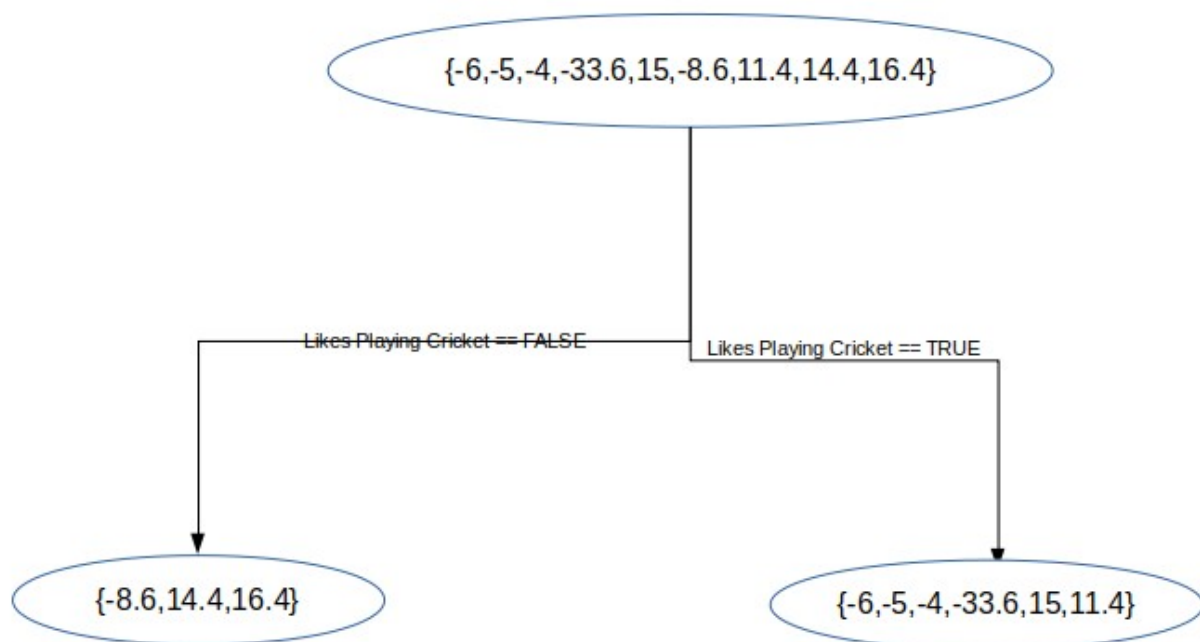 {-6,-5,-4,-33.6,15,-8.6,11.4,14.4,16.4}
Likes Playing Cricket == FALSE
Likes Playing Cricket == TRUE
{-8.6,14.4,16.4}
{-6,-5,-4,-33.6,15,11.4}